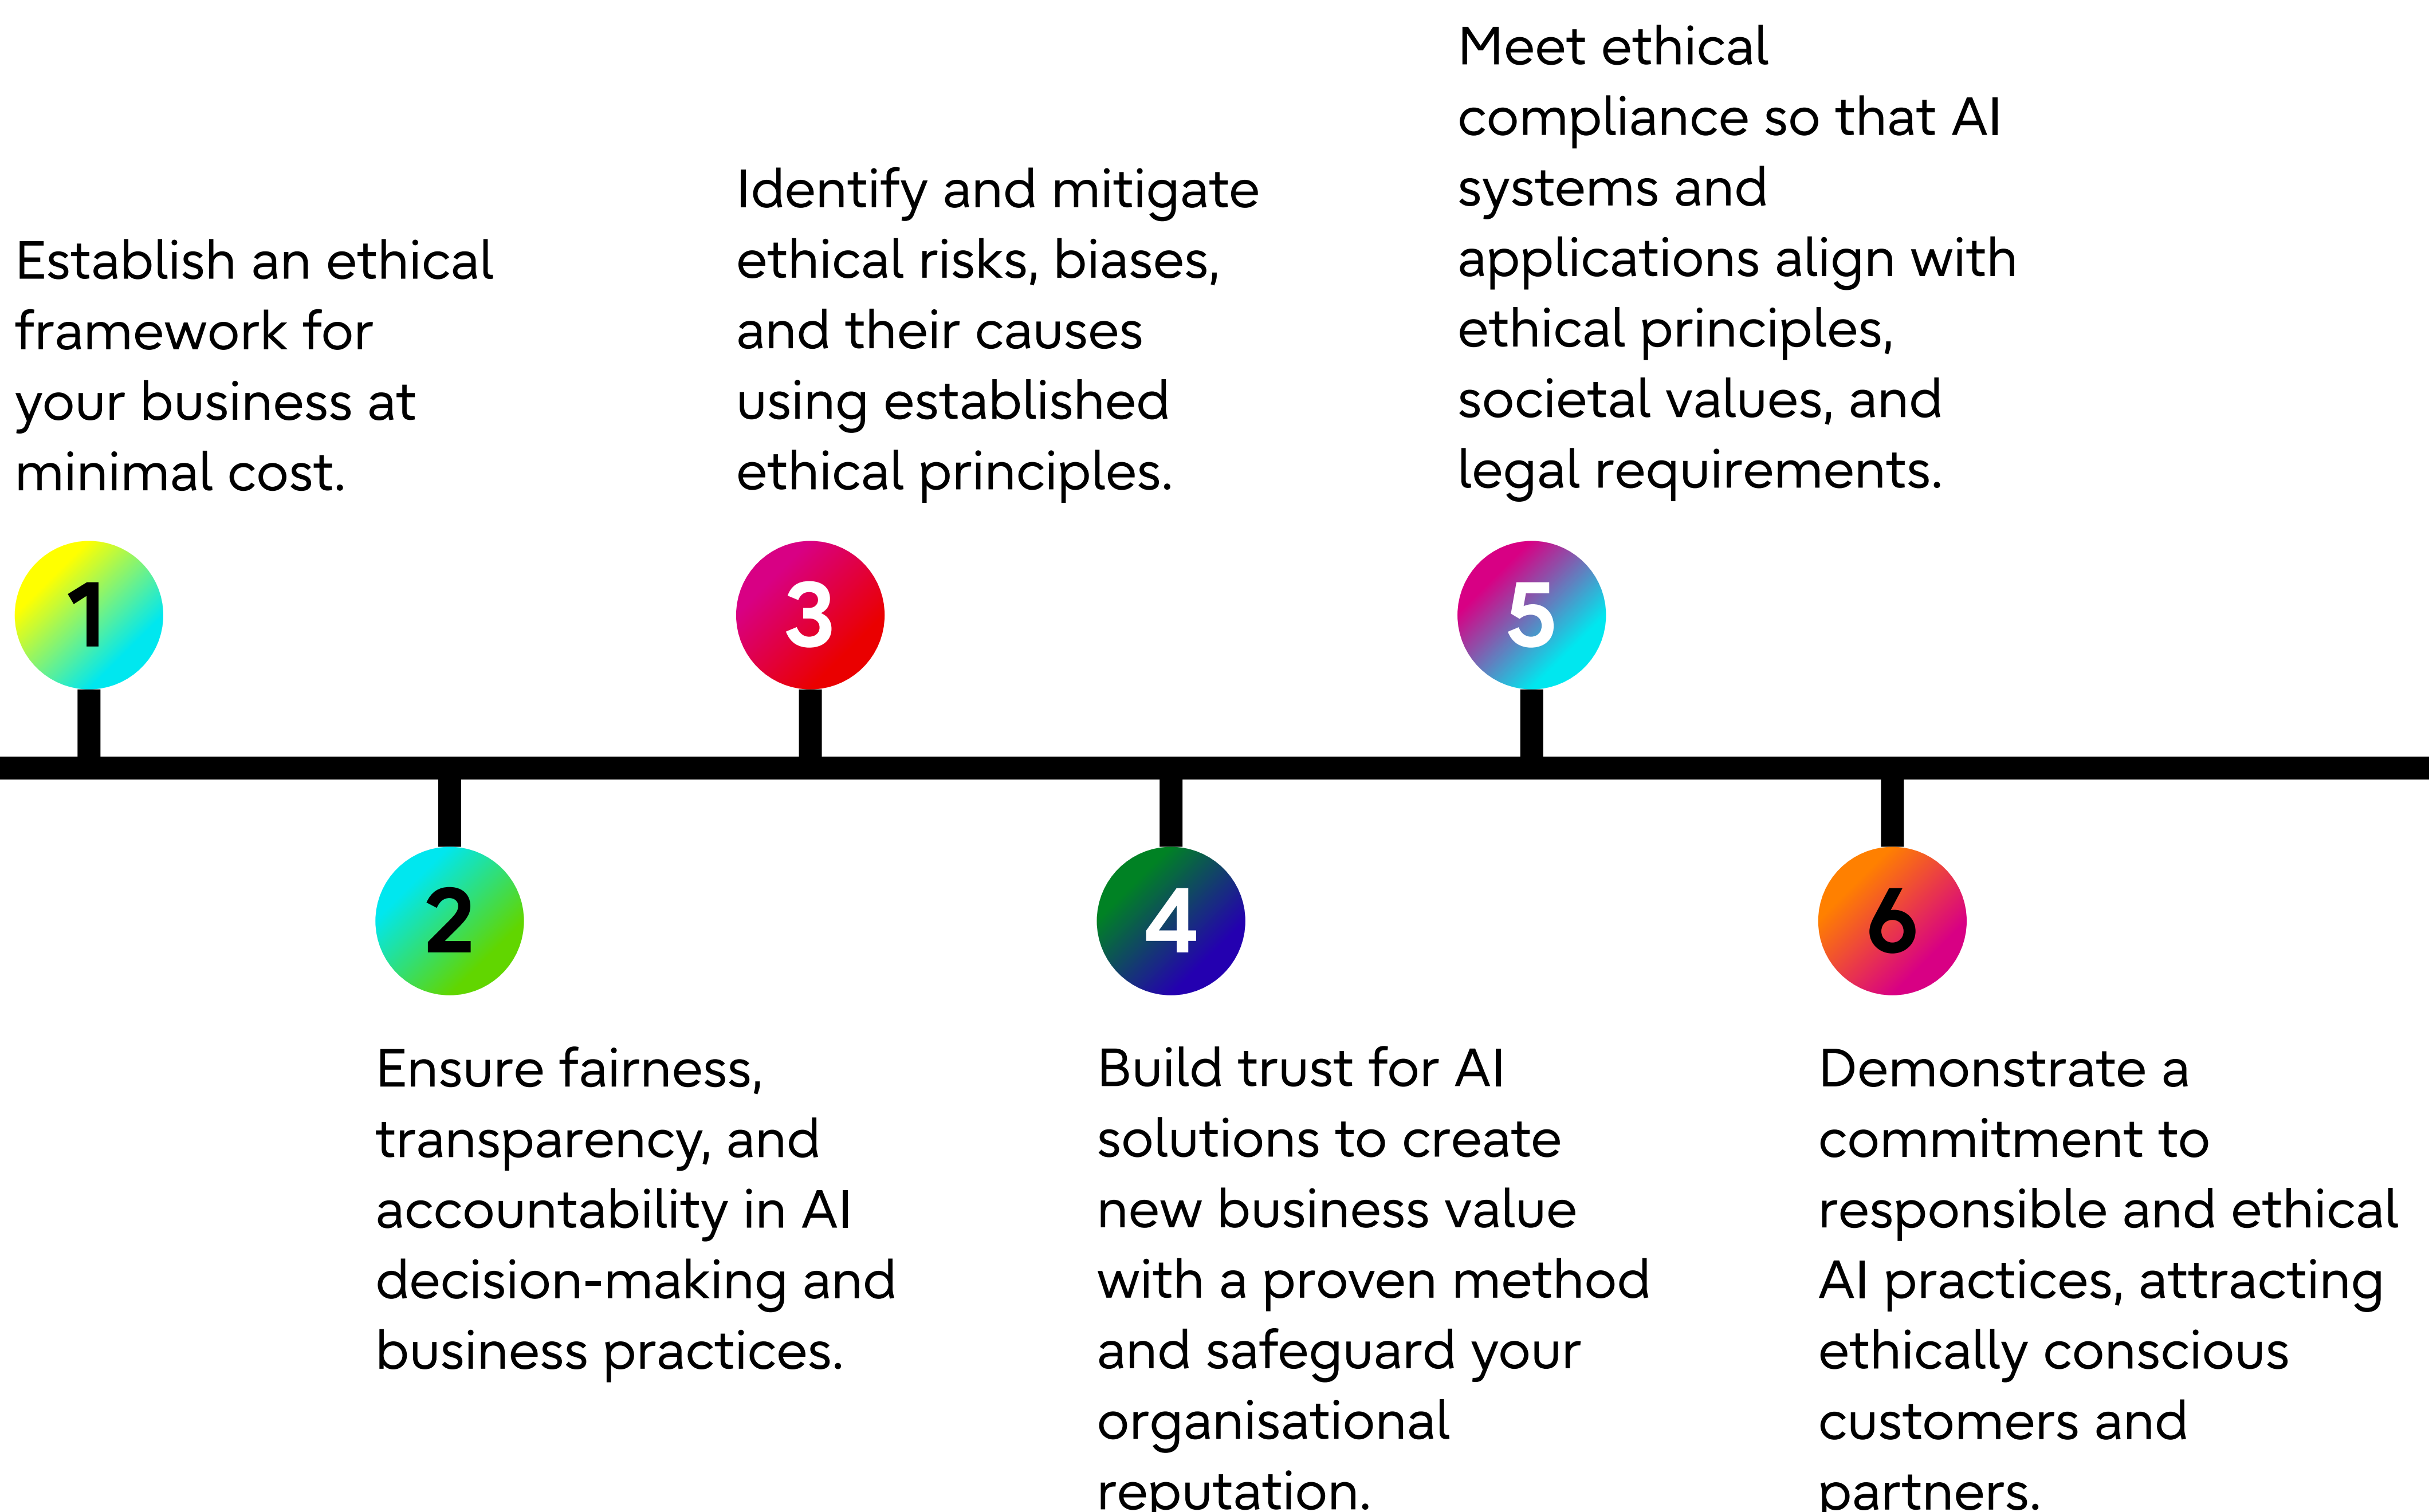 Establish an ethical
framework for
your business at
minimal cost.
1
Ensure fairness,
transparency, and
accountability in AI
decision-making and
business practices.
2
Identify and mitigate
ethical risks, biases,
and their causes
using established
ethical principles.
3
Build trust for AI
solutions to create
new business value
with a proven method
and safeguard your
organisational
reputation.
4
Meet ethical
compliance so that AI
systems and
applications align with
ethical principles,
societal values, and
legal requirements.
5
Demonstrate a
commitment to
responsible and ethical
AI practices, attracting
ethically conscious
customers and
partners.
6